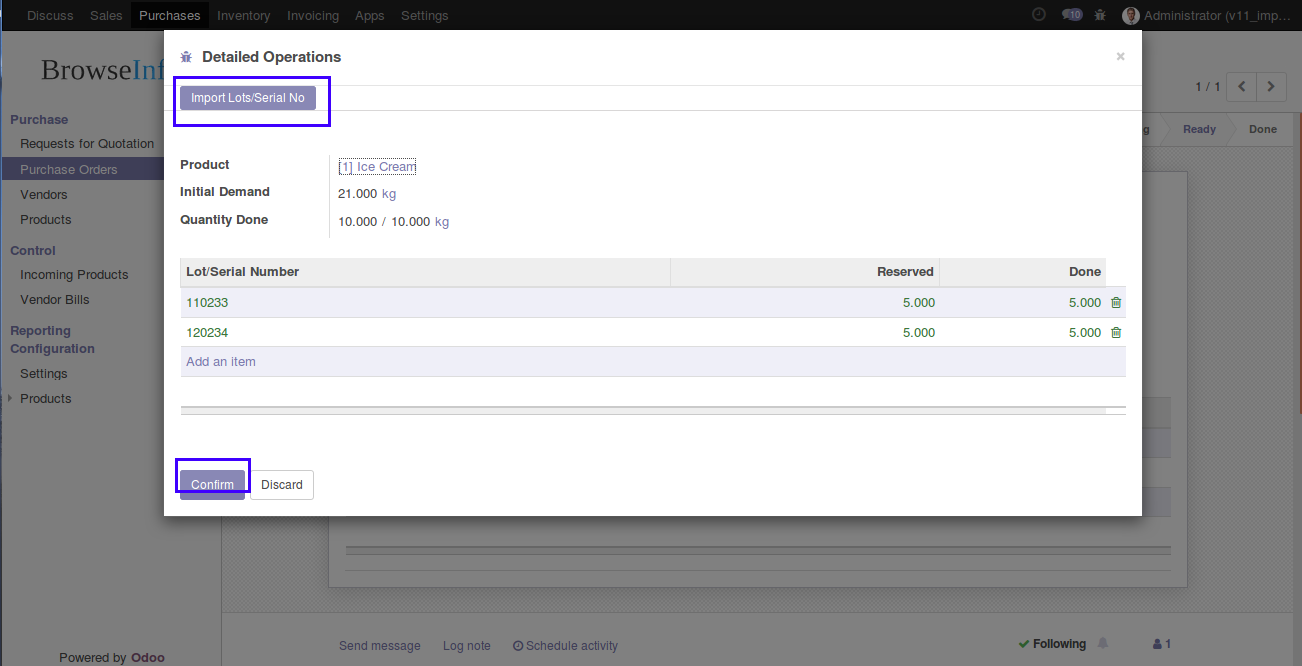 Discuss Sales Purchases Inventory Invoicing Apps Settings 10 Administrator (v11_imp...
Detailed Operations ×
BrowseInf
Import Lots/Serial No
1 / 1
Purchase
Requests for Quotation
Purchase Orders
Vendors
Products
Control
Incoming Products
Vendor Bills
Reporting
Configuration
Settings
Products
g Ready Done
Product [1] Ice Cream
Initial Demand 21.000 kg
Quantity Done 10.000 / 10.000 kg
Lot/Serial Number Reserved Done
110233 5.000 5.000
120234 5.000 5.000
Add an item
Confirm Discard
Send message Log note Schedule activity Following 1
Powered by Odoo